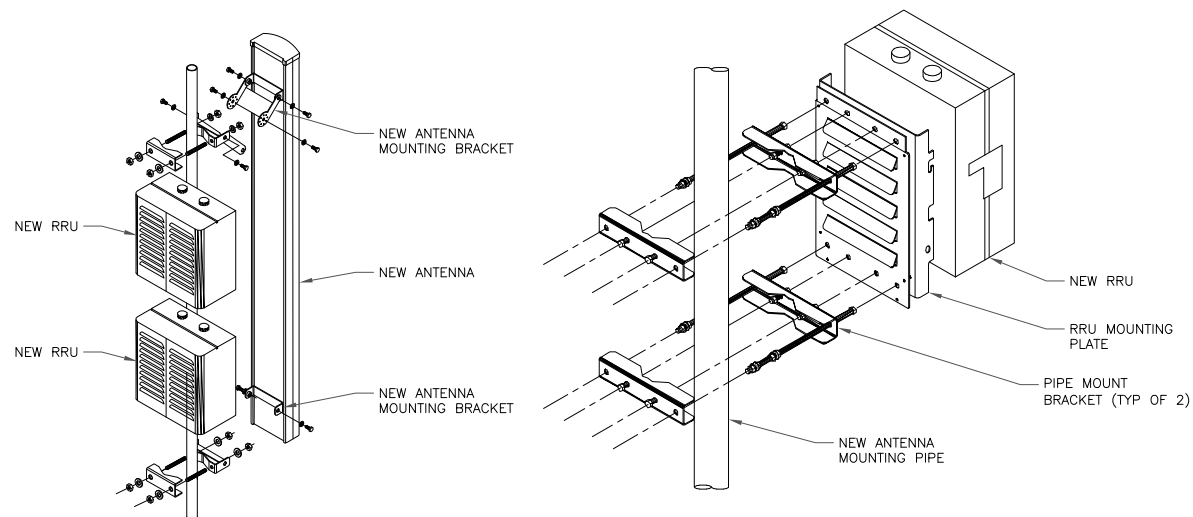 NEW ANTENNA
MOUNTING BRACKET
NEW RRU
NEW ANTENNA
NEW RRU
NEW ANTENNA
MOUNTING BRACKET
NEW RRU
RRU MOUNTING
PLATE
PIPE MOUNT
BRACKET (TYP OF 2)
NEW ANTENNA
MOUNTING PIPE